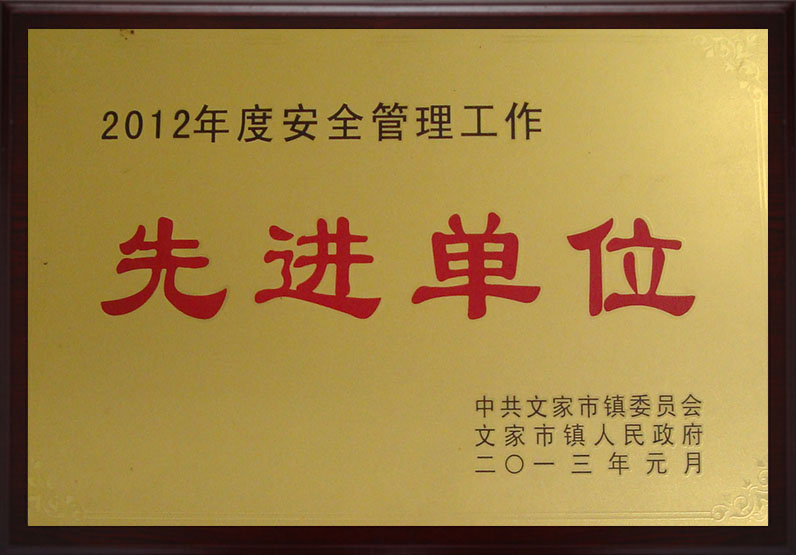 2012年度安全管理工作
先进单位
中共文家市镇委员会
文家市镇人民政府
二〇一三年元月